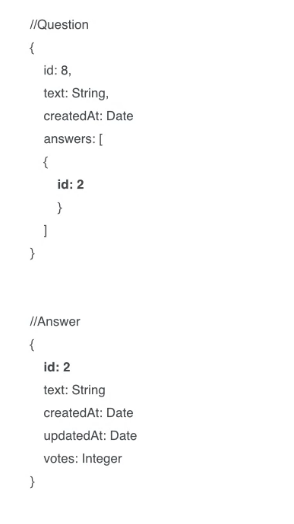 //Question
{
id: 8,
text: String,
createdAt: Date
answers: [
{
id: 2
}
]
}
//Answer
{
id: 2
text: String
createdAt: Date
updatedAt: Date
votes: Integer
}